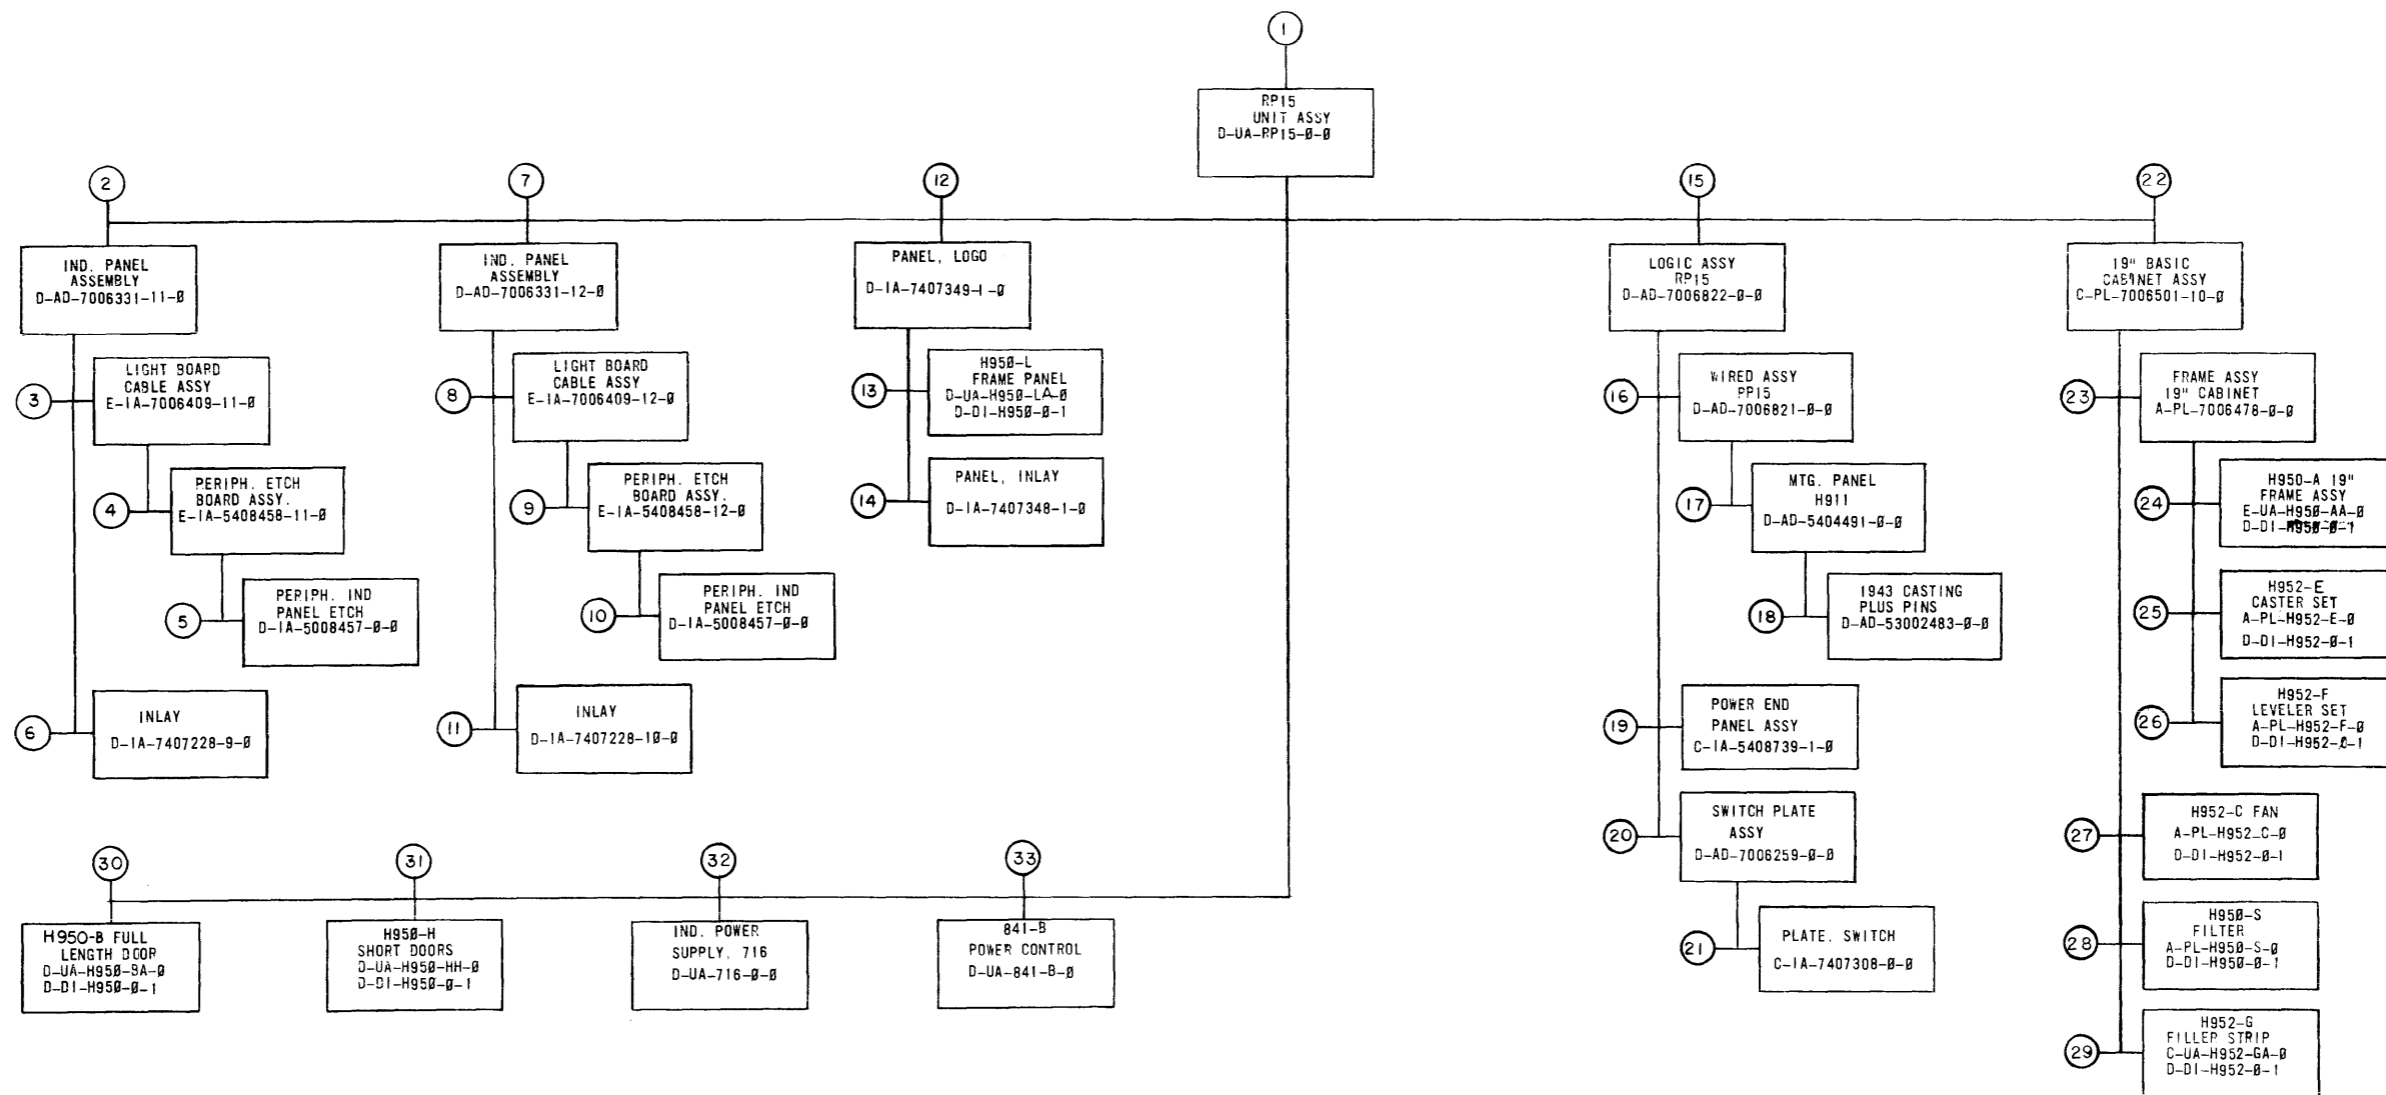 1
RP15
UNIT ASSY
D-UA-RP15-Ø-Ø
2
IND. PANEL
ASSEMBLY
D-AD-7006331-11-Ø
3
LIGHT BOARD
CABLE ASSY
E-IA-7006409-11-Ø
4
PERIPH. ETCH
BOARD ASSY.
E-IA-5408458-11-Ø
5
PERIPH. IND
PANEL ETCH
D-IA-5008457-Ø-Ø
6
INLAY
D-IA-7407228-9-Ø
7
IND. PANEL
ASSEMBLY
D-AD-7006331-12-Ø
8
LIGHT BOARD
CABLE ASSY
E-IA-7006409-12-Ø
9
PERIPH. ETCH
BOARD ASSY.
E-IA-5408458-12-Ø
10
PERIPH. IND
PANEL ETCH
D-IA-5008457-Ø-Ø
11
INLAY
D-IA-7407228-1Ø-Ø
12
PANEL, LOGO
D-IA-7407349-1-Ø
13
H95Ø-L
FRAME PANEL
D-UA-H95Ø-LA-Ø
D-DI-H95Ø-Ø-1
14
PANEL, INLAY
D-IA-7407348-1-Ø
15
LOGIC ASSY
RP15
D-AD-7006822-Ø-Ø
16
WIRED ASSY
RP15
D-AD-7006821-Ø-Ø
17
MTG. PANEL
H911
D-AD-5404491-Ø-Ø
18
1943 CASTING
PLUS PINS
D-AD-53002483-Ø-Ø
19
POWER END
PANEL ASSY
C-IA-5408739-1-Ø
20
SWITCH PLATE
ASSY
D-AD-7006259-Ø-Ø
21
PLATE. SWITCH
C-IA-7407308-Ø-Ø
22
19" BASIC
CABINET ASSY
C-PL-7006501-10-Ø
23
FRAME ASSY
19" CABINET
A-PL-7006478-Ø-Ø
24
H950-A 19"
FRAME ASSY
E-UA-H95Ø-AA-Ø
D-DI-H95Ø-Ø-1
25
H952-E
CASTER SET
A-PL-H952-E-Ø
D-DI-H952-Ø-1
26
H952-F
LEVELER SET
A-PL-H952-F-Ø
D-DI-H952-Ø-1
27
H952-C FAN
A-PL-H952-C-Ø
D-DI-H952-Ø-1
28
H95Ø-S
FILTER
A-PL-H95Ø-S-Ø
D-DI-H95Ø-Ø-1
29
H952-G
FILLER STRIP
C-UA-H952-GA-Ø
D-DI-H952-Ø-1
30
H950-B FULL
LENGTH DOOR
D-UA-H95Ø-BA-Ø
D-DI-H95Ø-Ø-1
31
H95Ø-H
SHORT DOORS
D-UA-H95Ø-HH-Ø
D-DI-H95Ø-Ø-1
32
IND. POWER
SUPPLY, 716
D-UA-716-Ø-Ø
33
841-B
POWER CONTROL
D-UA-841-B-Ø